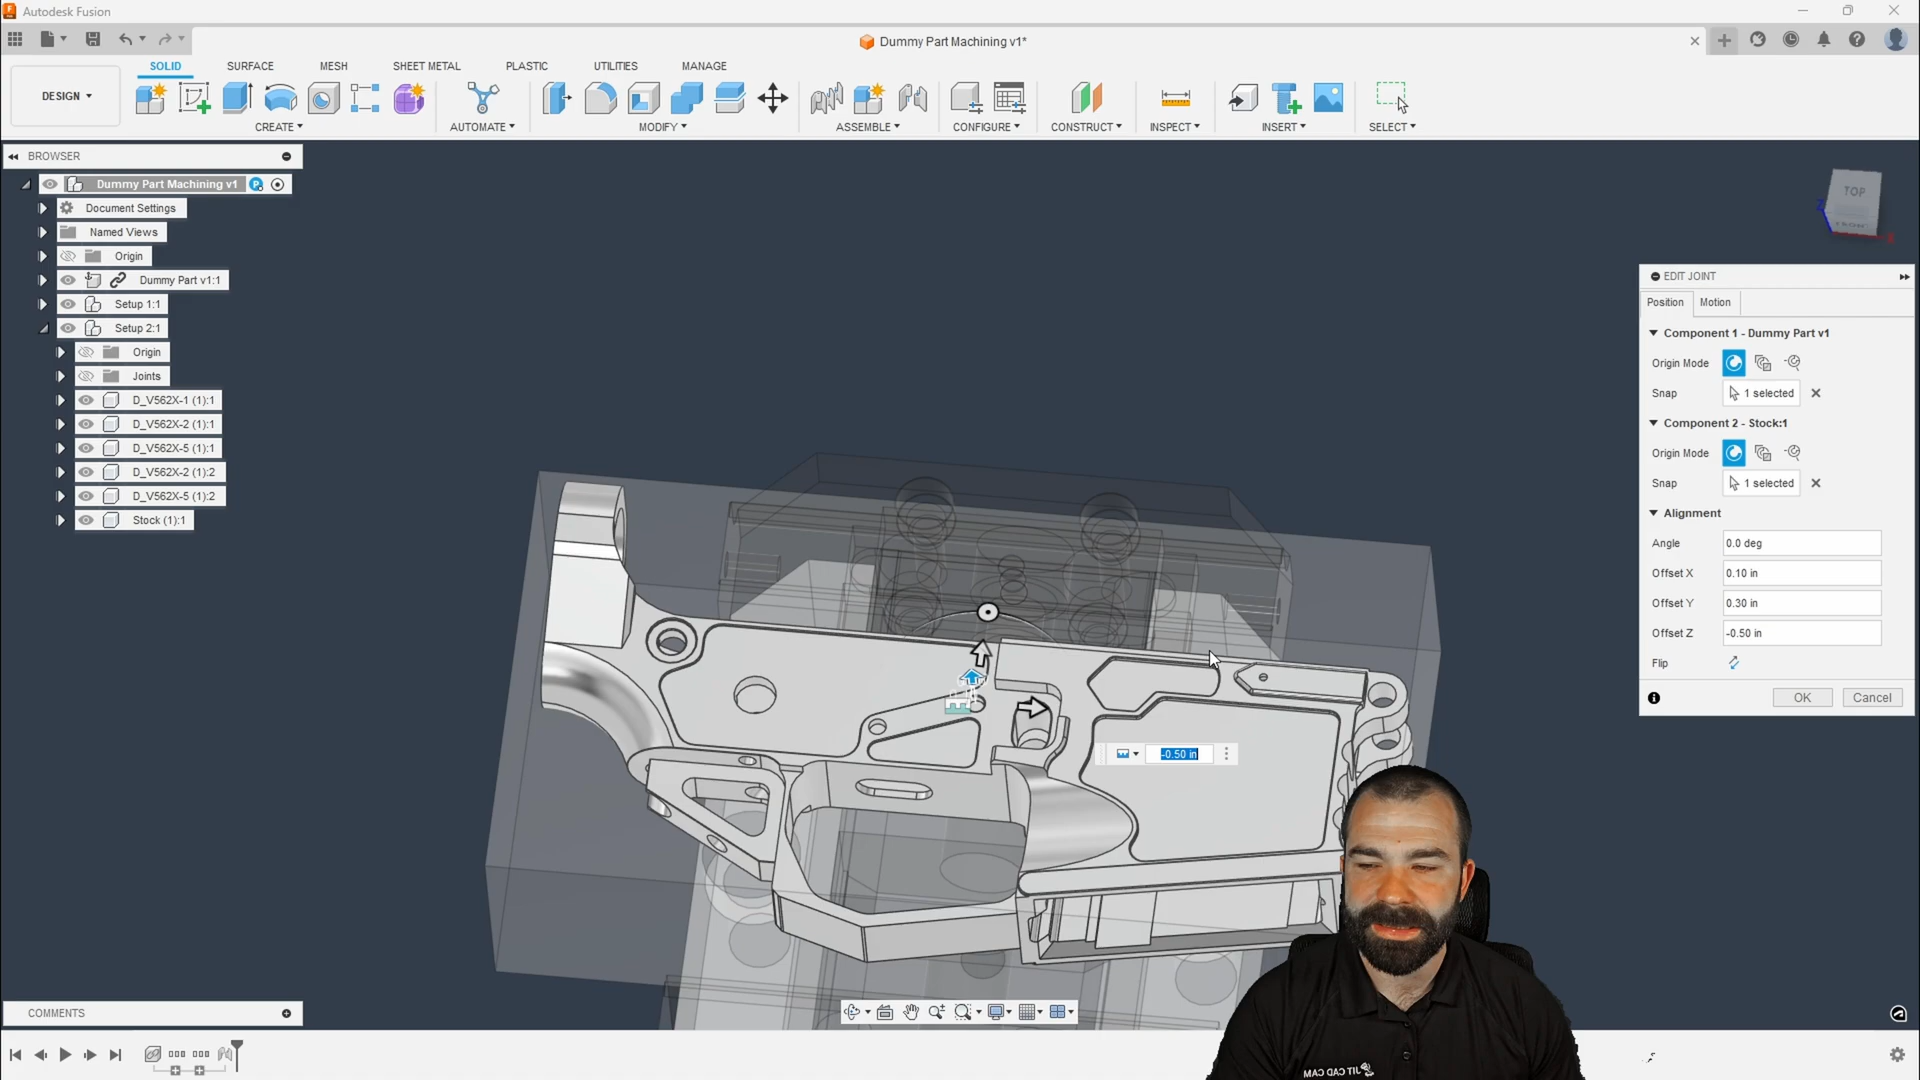 Autodesk Fusion
Dummy Part Machining v1*
DESIGN
SOLID
SURFACE
MESH
SHEET METAL
PLASTIC
UTILITIES
MANAGE
CREATE
AUTOMATE
MODIFY
ASSEMBLE
CONFIGURE
CONSTRUCT
INSPECT
INSERT
SELECT
BROWSER
Dummy Part Machining v1
Document Settings
Named Views
Origin
Dummy Part v1:1
Setup 1:1
Setup 2:1
Origin
Joints
D_V562X-1 (1):1
D_V562X-2 (1):1
D_V562X-5 (1):1
D_V562X-2 (1):2
D_V562X-5 (1):2
Stock (1):1
TOP
Z
X
EDIT JOINT
Position
Motion
Component 1 - Dummy Part v1
Origin Mode
Snap
1 selected
Component 2 - Stock:1
Origin Mode
Snap
1 selected
Alignment
Angle
0.0 deg
Offset X
0.10 in
Offset Y
0.30 in
Offset Z
-0.50 in
Flip
OK
Cancel
-0.50 in
COMMENTS
JIT CAD CAM